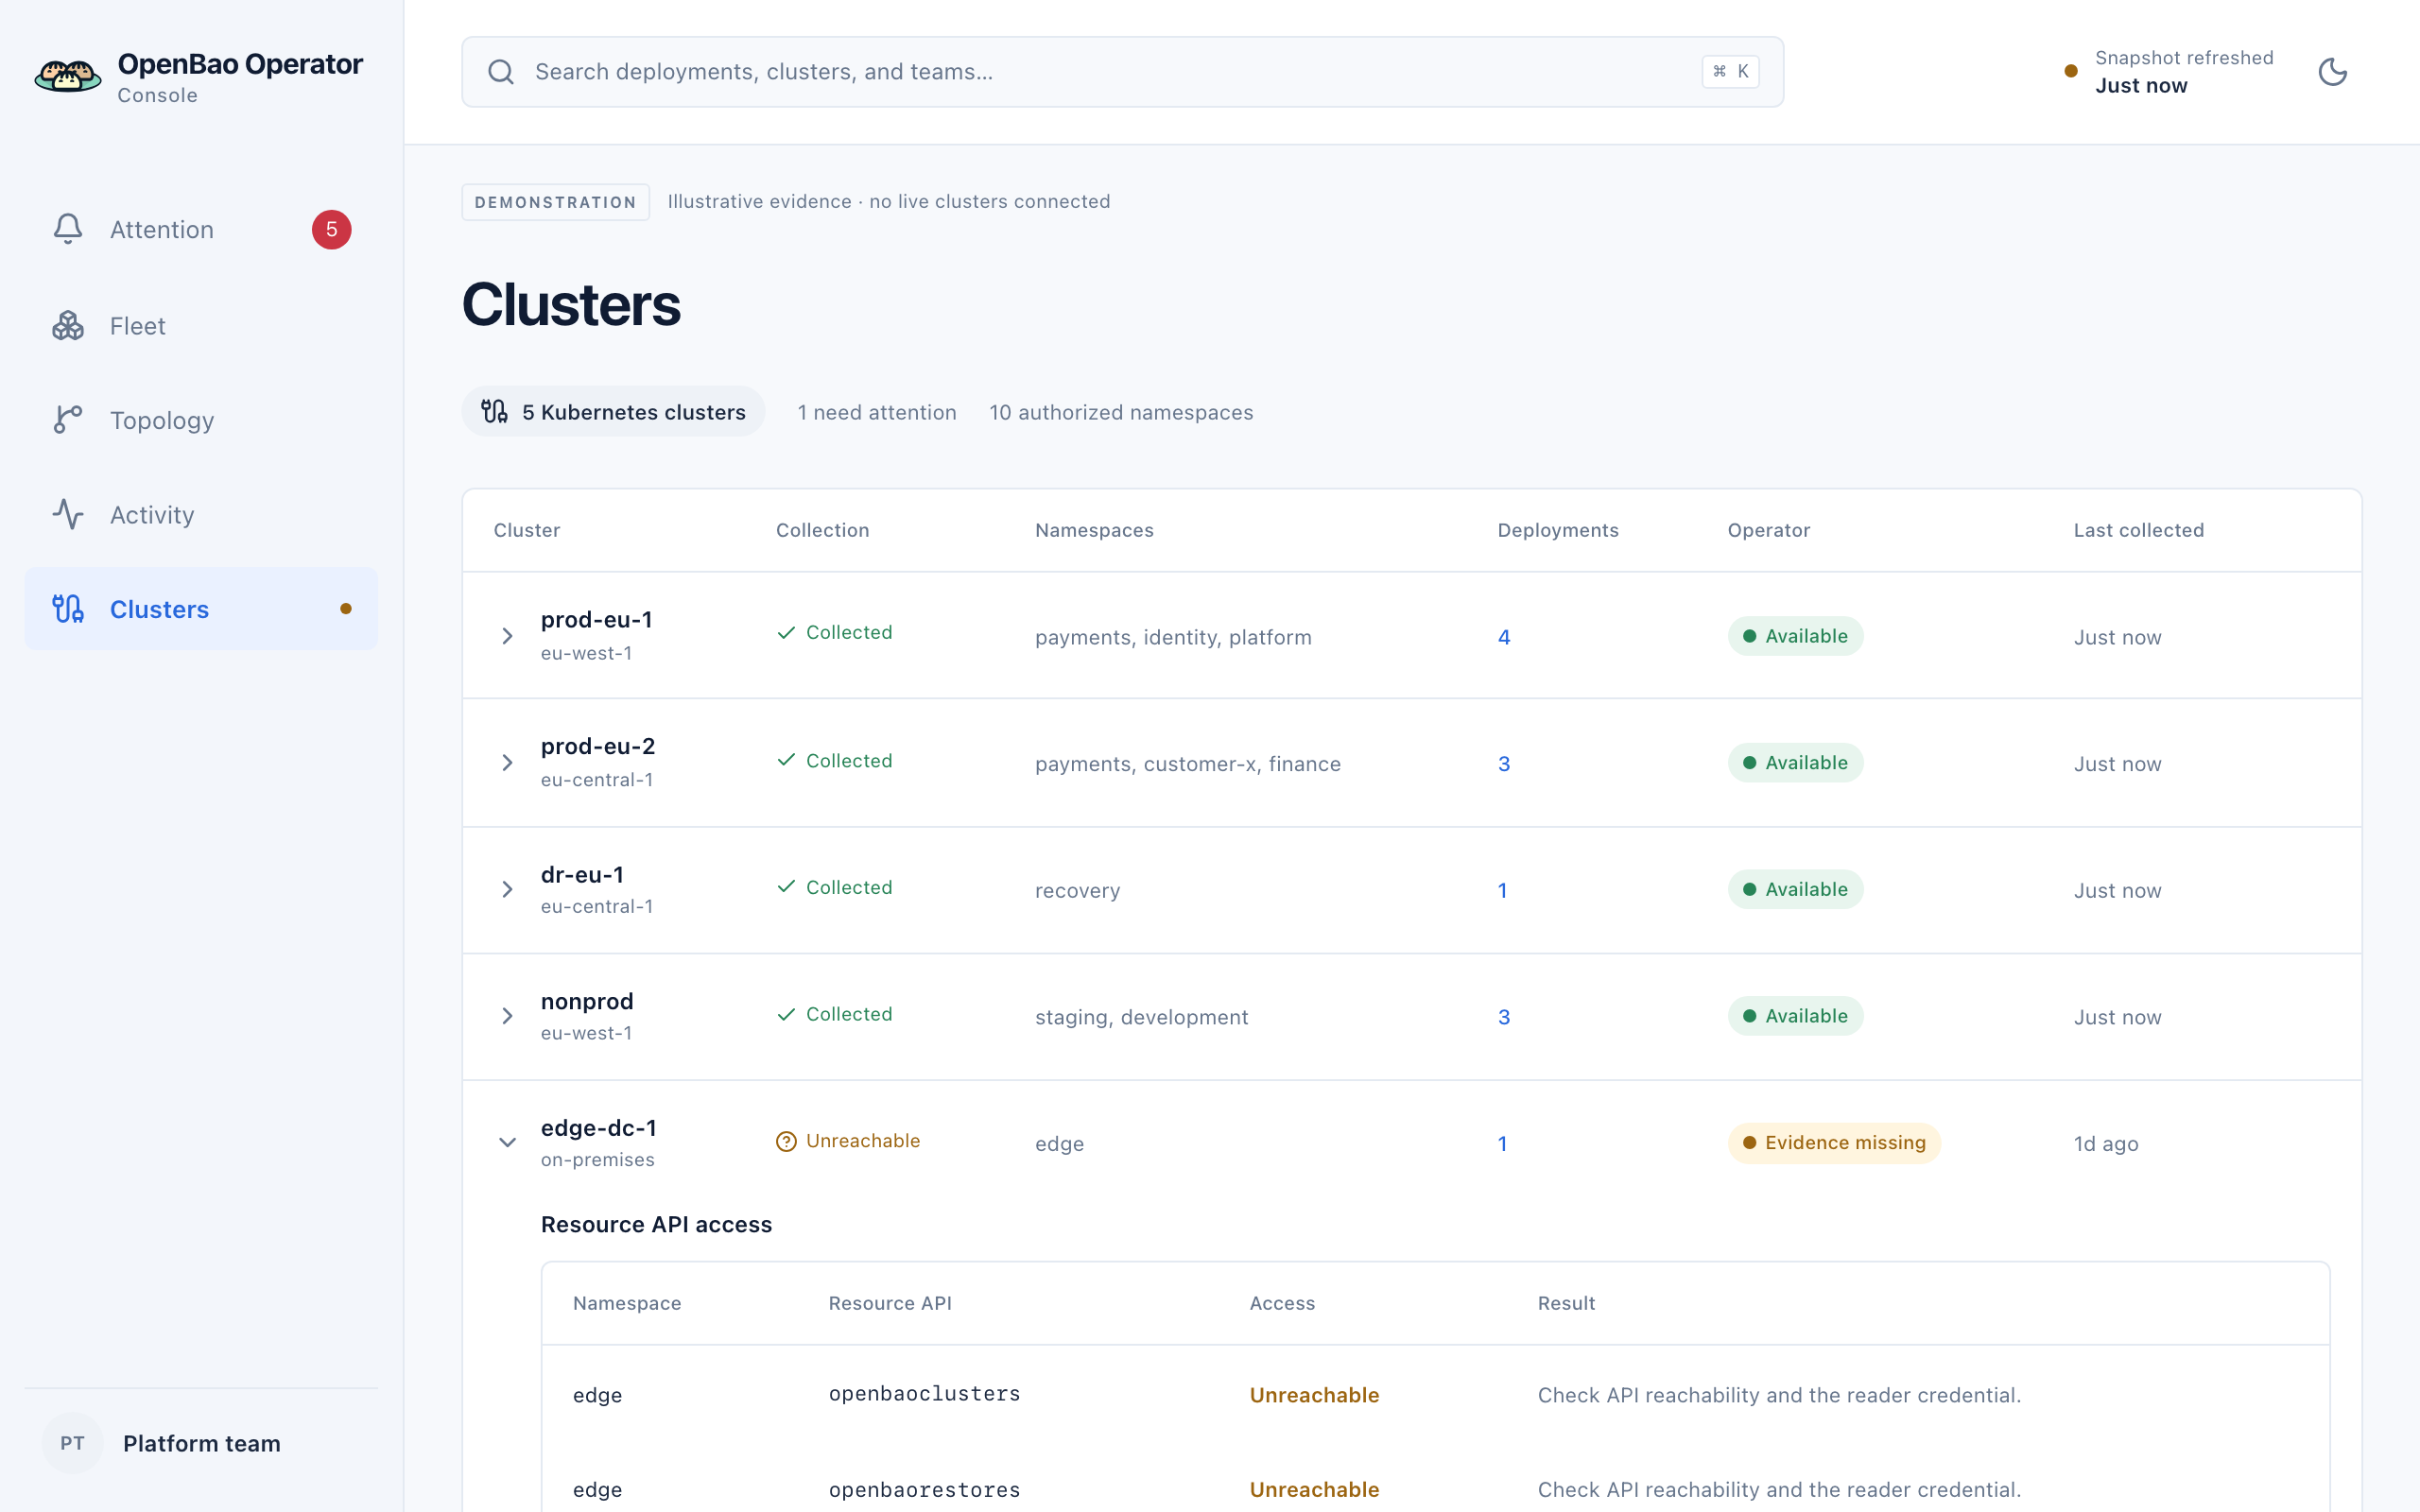 OpenBao Operator
Console
Search deployments, clusters, and teams...
⌘ K
Snapshot refreshed
Just now
Attention
5
Fleet
Topology
Activity
Clusters
PT
Platform team
DEMONSTRATION
Illustrative evidence · no live clusters connected
Clusters
5 Kubernetes clusters
1 need attention
10 authorized namespaces
Cluster Collection Namespaces Deployments Operator Last collected
prod-eu-1
eu-west-1
Collected
payments, identity, platform
4
Available
Just now
prod-eu-2
eu-central-1
Collected
payments, customer-x, finance
3
Available
Just now
dr-eu-1
eu-central-1
Collected
recovery
1
Available
Just now
nonprod
eu-west-1
Collected
staging, development
3
Available
Just now
edge-dc-1
on-premises
Unreachable
edge
1
Evidence missing
1d ago
Resource API access
Namespace Resource API Access Result
edge openbaoclusters Unreachable Check API reachability and the reader credential.
edge openbaorestores Unreachable Check API reachability and the reader credential.